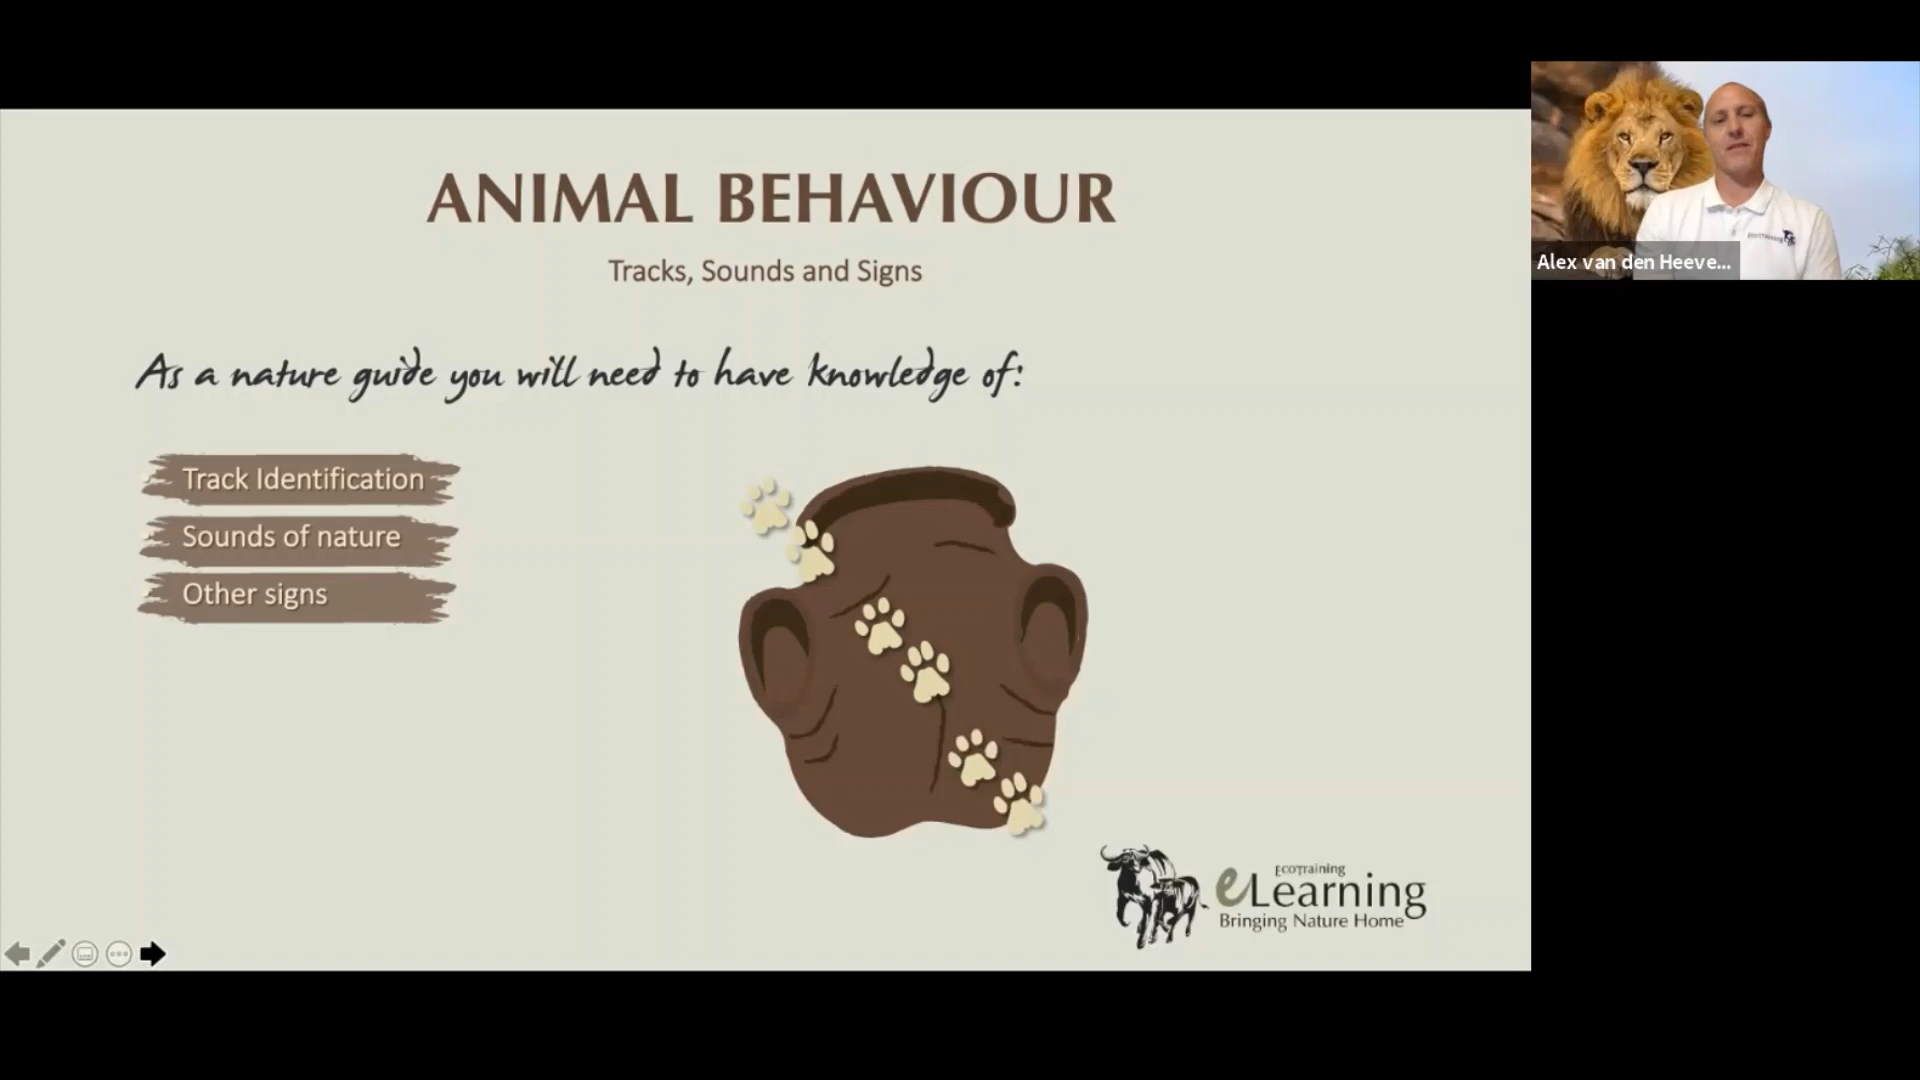 ANIMAL BEHAVIOUR
Tracks, Sounds and Signs
As a nature guide you will need to have knowledge of:
Track Identification
Sounds of nature
Other signs
EcoTraining
eLearning
Bringing Nature Home
Alex van den Heeve...
EcoTraining